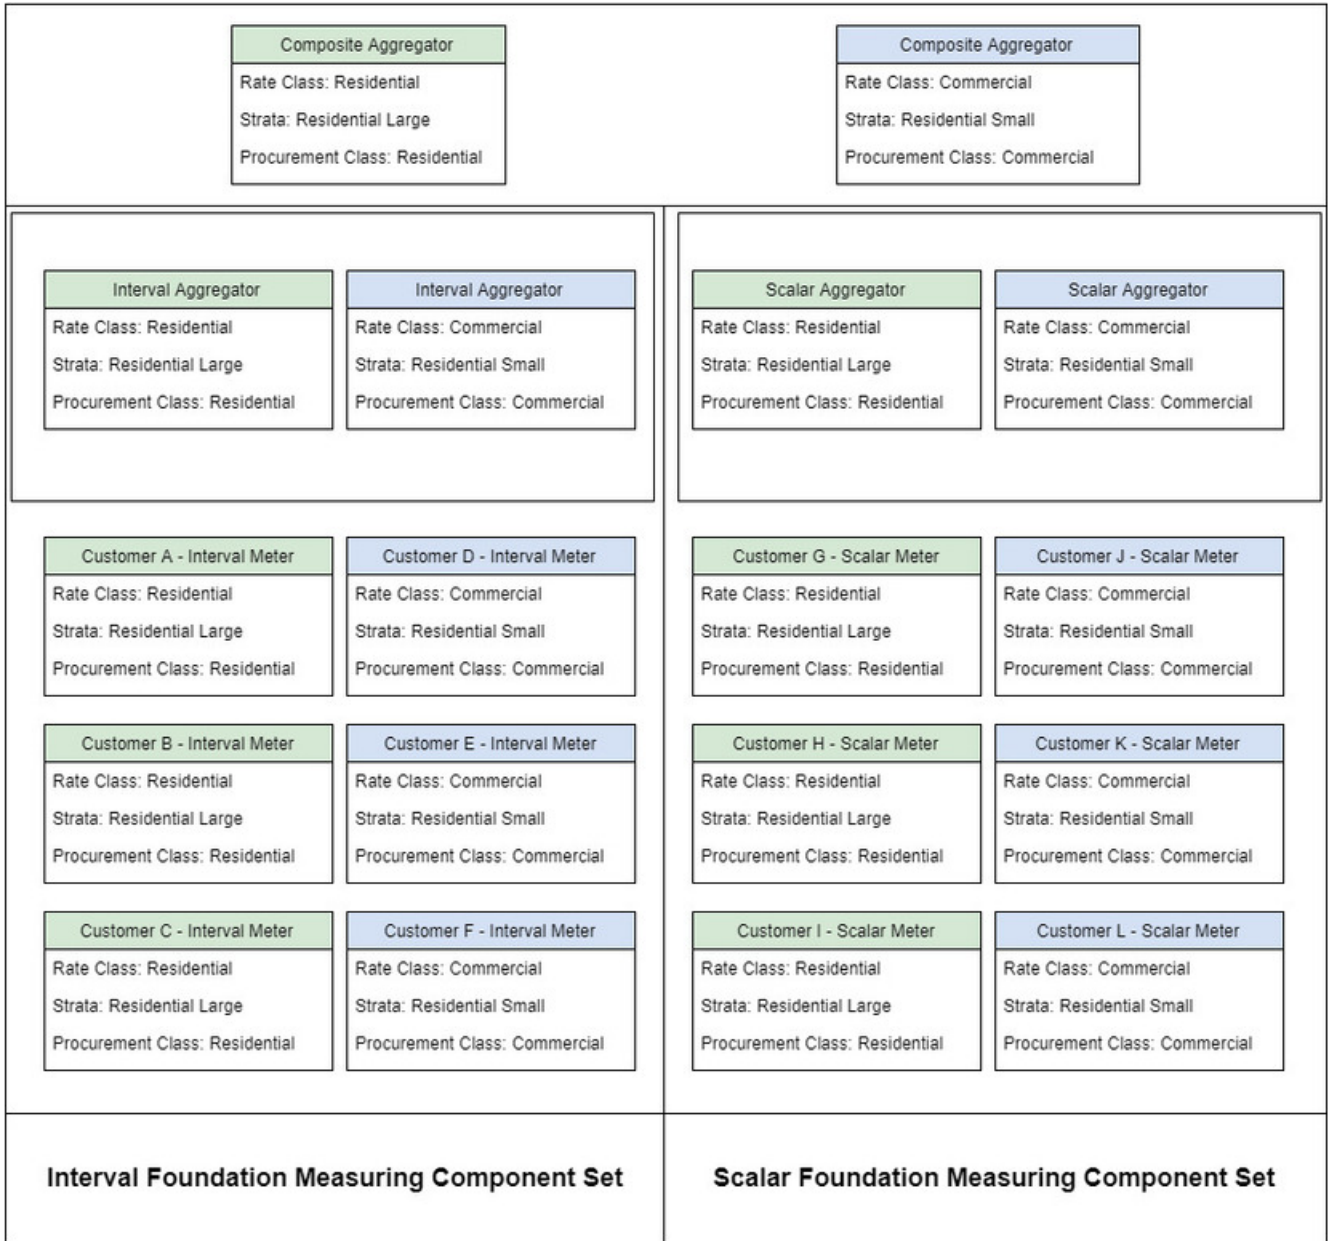 Composite Aggregator
Rate Class: Residential
Strata: Residential Large
Procurement Class: Residential
Composite Aggregator
Rate Class: Commercial
Strata: Residential Small
Procurement Class: Commercial
Interval Aggregator
Rate Class: Residential
Strata: Residential Large
Procurement Class: Residential
Interval Aggregator
Rate Class: Commercial
Strata: Residential Small
Procurement Class: Commercial
Scalar Aggregator
Rate Class: Residential
Strata: Residential Large
Procurement Class: Residential
Scalar Aggregator
Rate Class: Commercial
Strata: Residential Small
Procurement Class: Commercial
Customer A - Interval Meter
Rate Class: Residential
Strata: Residential Large
Procurement Class: Residential
Customer D - Interval Meter
Rate Class: Commercial
Strata: Residential Small
Procurement Class: Commercial
Customer G - Scalar Meter
Rate Class: Residential
Strata: Residential Large
Procurement Class: Residential
Customer J - Scalar Meter
Rate Class: Commercial
Strata: Residential Small
Procurement Class: Commercial
Customer B - Interval Meter
Rate Class: Residential
Strata: Residential Large
Procurement Class: Residential
Customer E - Interval Meter
Rate Class: Commercial
Strata: Residential Small
Procurement Class: Commercial
Customer H - Scalar Meter
Rate Class: Residential
Strata: Residential Large
Procurement Class: Residential
Customer K - Scalar Meter
Rate Class: Commercial
Strata: Residential Small
Procurement Class: Commercial
Customer C - Interval Meter
Rate Class: Residential
Strata: Residential Large
Procurement Class: Residential
Customer F - Interval Meter
Rate Class: Commercial
Strata: Residential Small
Procurement Class: Commercial
Customer I - Scalar Meter
Rate Class: Residential
Strata: Residential Large
Procurement Class: Residential
Customer L - Scalar Meter
Rate Class: Commercial
Strata: Residential Small
Procurement Class: Commercial
Interval Foundation Measuring Component Set
Scalar Foundation Measuring Component Set